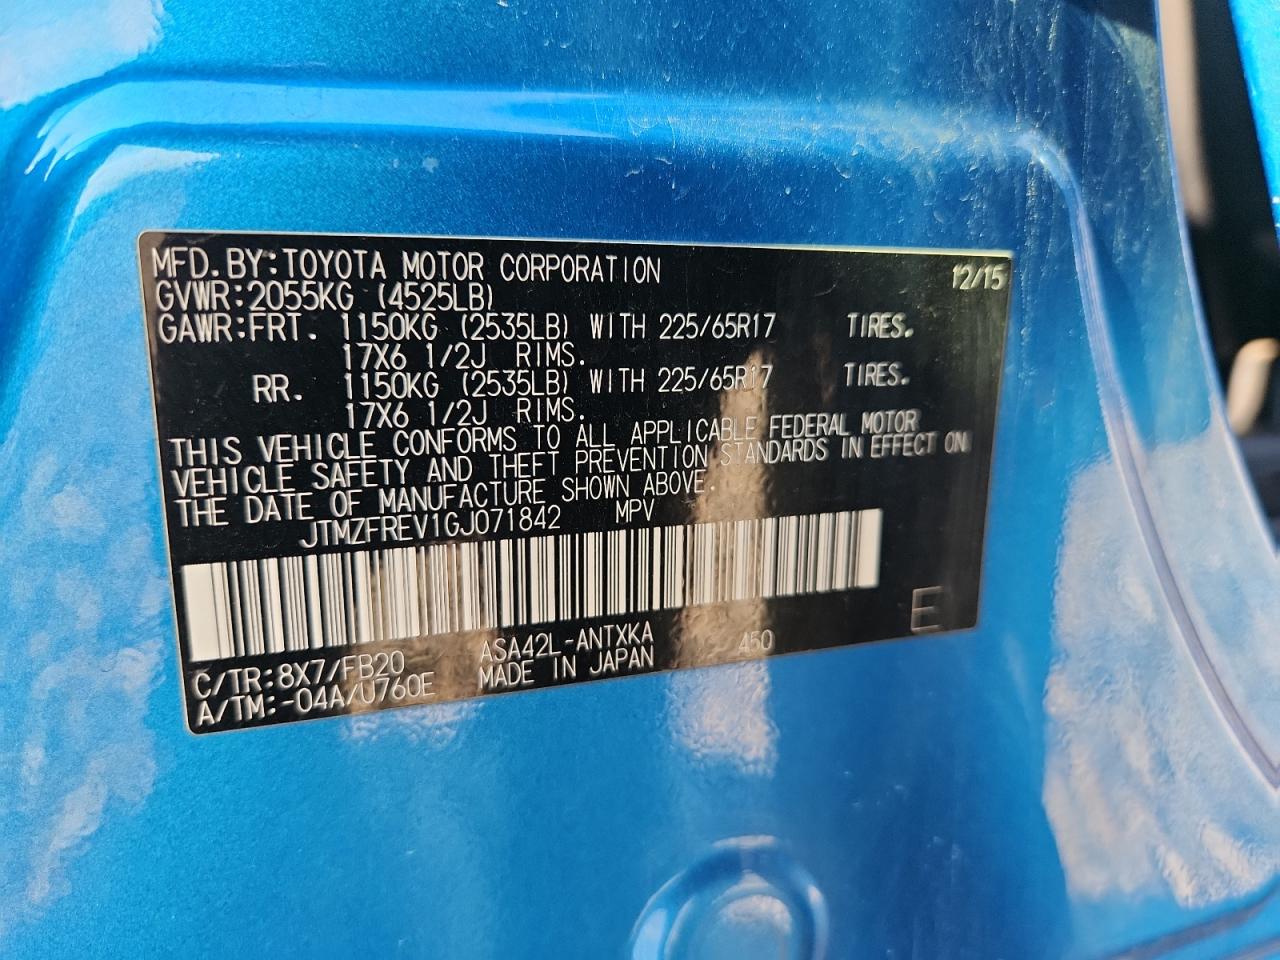 MFD.BY:TOYOTA MOTOR CORPORATION 12/15
GVWR:2055KG (4525LB)
GAWR:FRT. 1150KG (2535LB) WITH 225/65R17 TIRES.
17X6 1/2J RIMS.
RR. 1150KG (2535LB) WITH 225/65R17 TIRES.
17X6 1/2J RIMS.
THIS VEHICLE CONFORMS TO ALL APPLICABLE FEDERAL MOTOR
VEHICLE SAFETY AND THEFT PREVENTION STANDARDS IN EFFECT ON
THE DATE OF MANUFACTURE SHOWN ABOVE.
JTMZFREV1GJ071842 MPV
E
C/TR:8X7/FB20 ASA42L-ANTXKA 450
A/TM:-04A/U760E MADE IN JAPAN